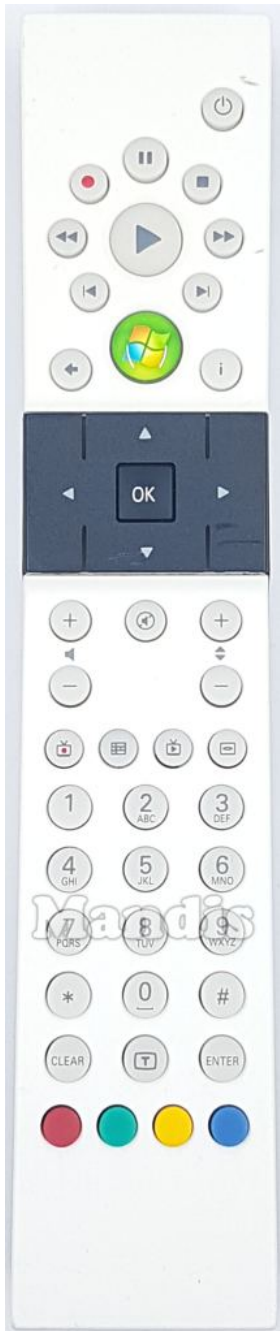 i
OK
+ +
- -
1 2 3
ABC DEF
4 5 6
GHI JKL MNO
Mandis
7 8 9
PQRS TUV WXYZ
* 0 #
CLEAR T ENTER